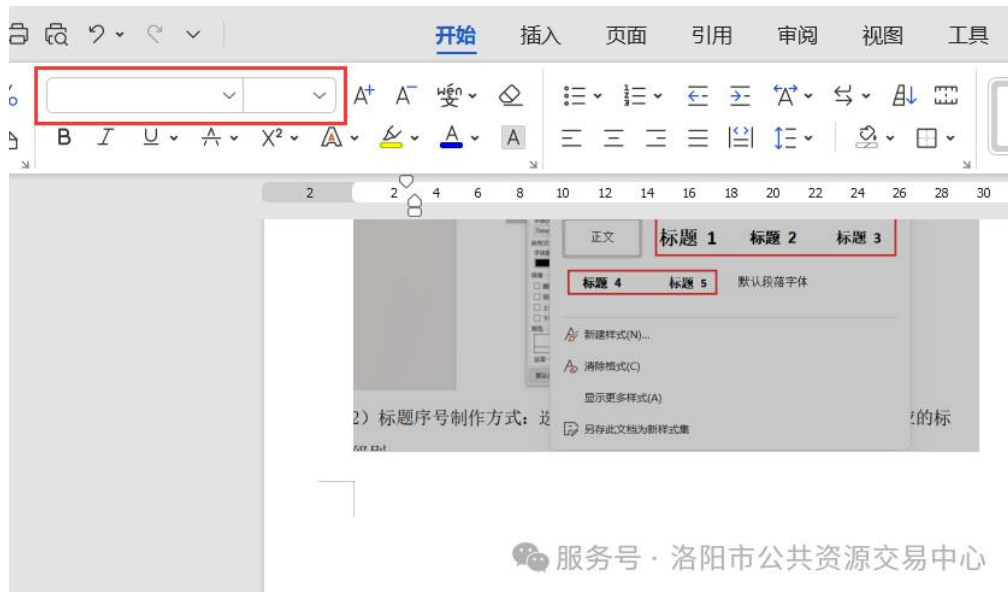 开始 插入 页面 引用 审阅 视图 工具
A+ A- wén 变
B I U A X² A A A
2 2 4 6 8 10 12 14 16 18 20 22 24 26 28 30
正文 标题 1 标题 2 标题 3
标题 4 标题 5 默认段落字体
新建样式(N)...
清除格式(C)
显示更多样式(A)
2）标题序号制作方式：
的标
另存此文档为新样式集
服务号 · 洛阳市公共资源交易中心